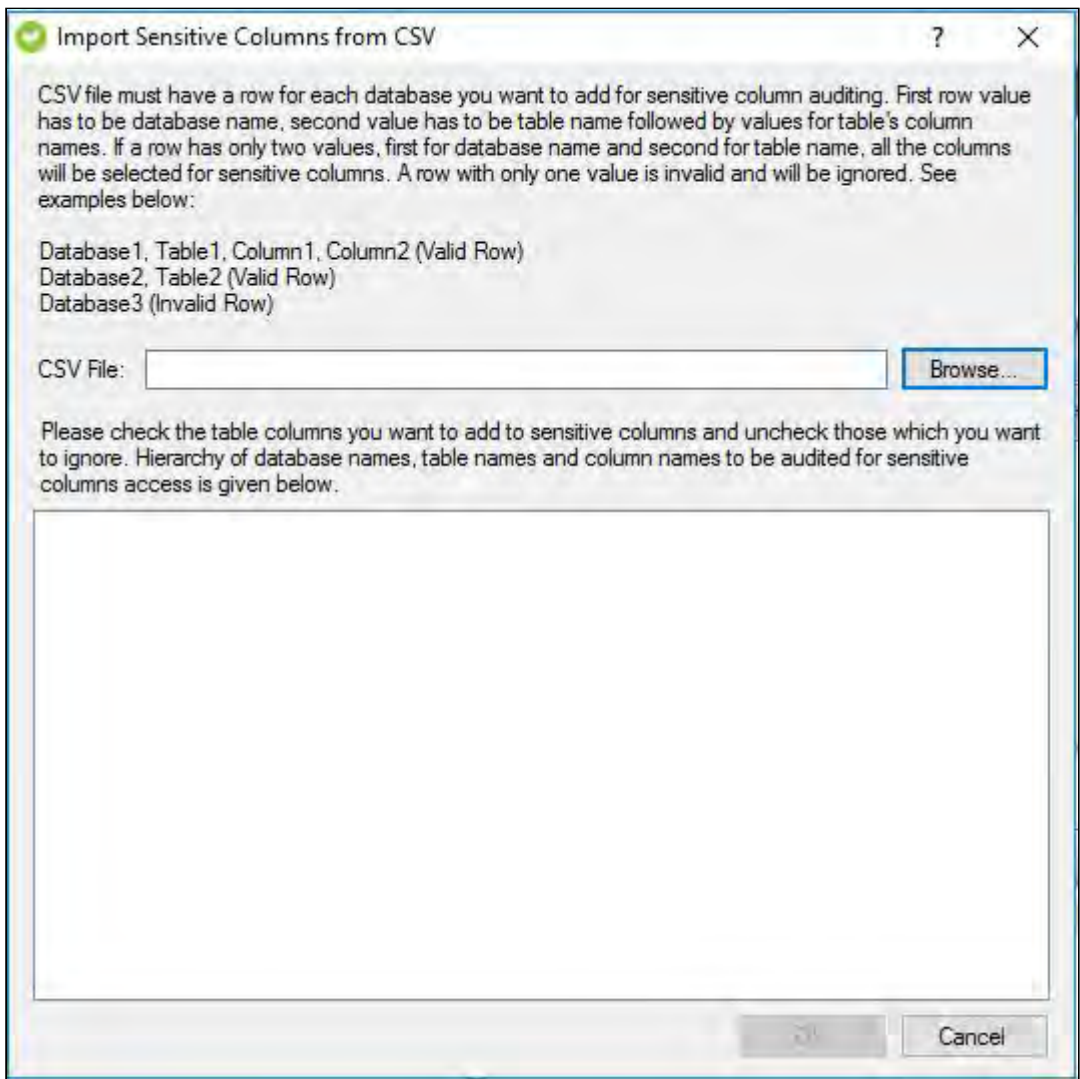 Import Sensitive Columns from CSV ?
CSV file must have a row for each database you want to add for sensitive column auditing. First row value
has to be database name, second value has to be table name followed by values for table's column
names. If a row has only two values, first for database name and second for table name, all the columns
will be selected for sensitive columns. A row with only one value is invalid and will be ignored. See
examples below:
Database1, Table1, Column1, Column2 (Valid Row)
Database2, Table2 (Valid Row)
Database3 (Invalid Row)
CSV File: Browse...
Please check the table columns you want to add to sensitive columns and uncheck those which you want
to ignore. Hierarchy of database names, table names and column names to be audited for sensitive
columns access is given below.
Cancel